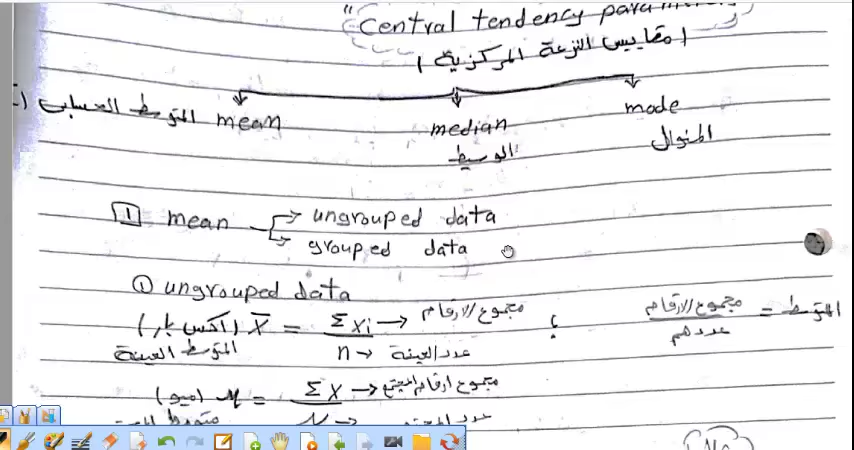 " Central tendency
( مقاييس النزعة المركزية )
المتوسط الحسابي mean
median
الوسيط
mode
المنوال
1 mean → ungrouped data
→ grouped data
① ungrouped data
(اكس بار) X̄ = Σxi → مجموع الارقام ; المتوسط = مجموع الارقام
المتوسط العينة n → عدد العينة عددهم
(ميو) μ = ΣX → مجموع ارقام المجتمع
N → عدد